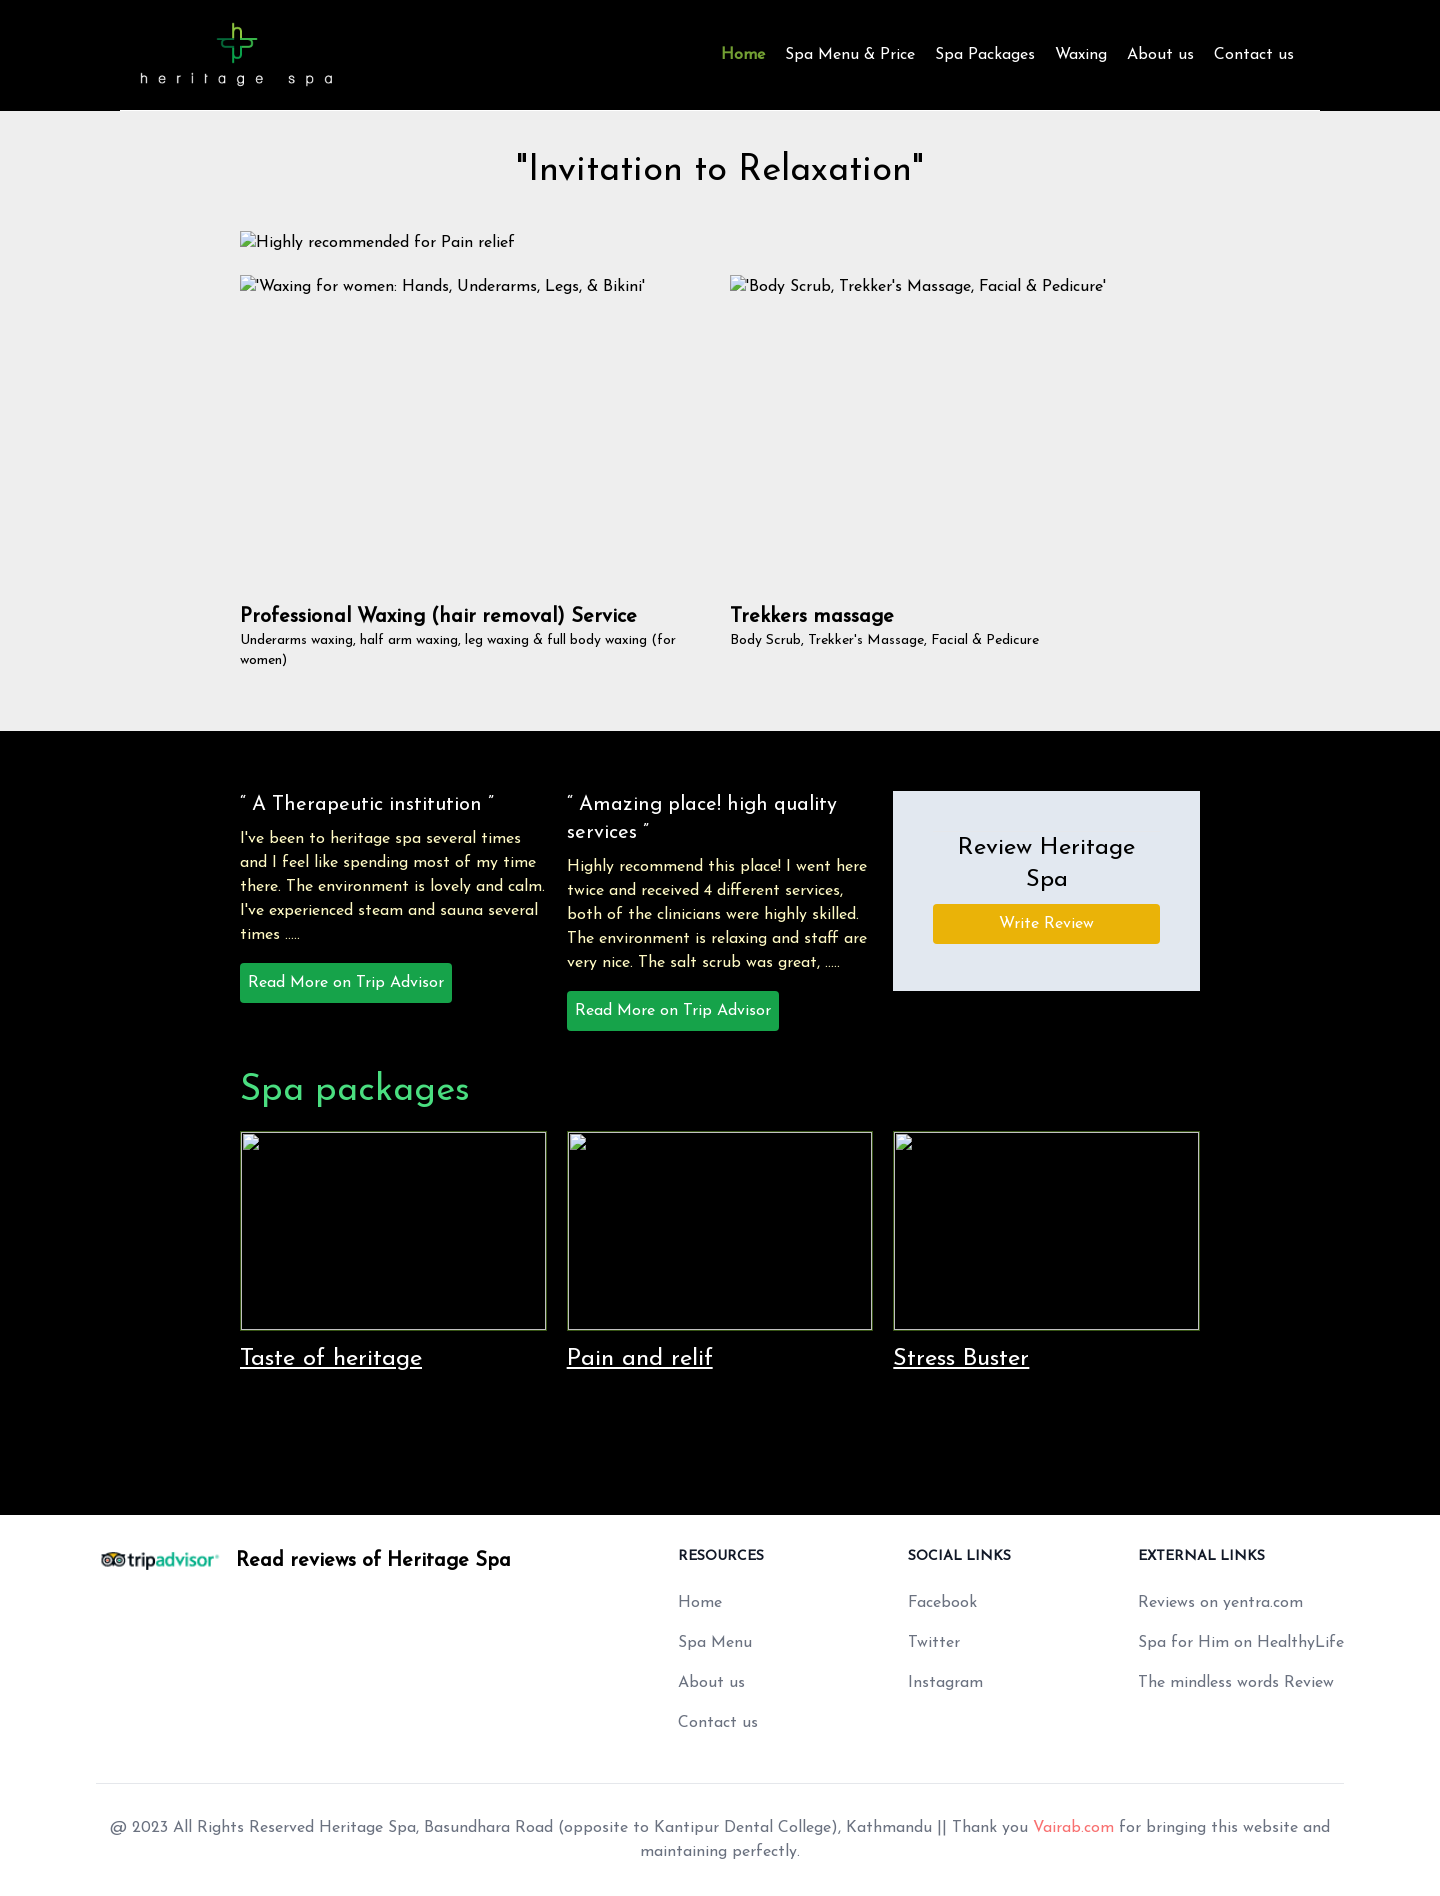 heritage spa
Home Spa Menu & Price Spa Packages Waxing About us Contact us
"Invitation to Relaxation"
Highly recommended for Pain relief
'Waxing for women: Hands, Underarms, Legs, & Bikini'
'Body Scrub, Trekker's Massage, Facial & Pedicure'
Professional Waxing (hair removal) Service
Underarms waxing, half arm waxing, leg waxing & full body waxing (for
women)
Trekkers massage
Body Scrub, Trekker's Massage, Facial & Pedicure
“ A Therapeutic institution ”
I've been to heritage spa several times
and I feel like spending most of my time
there. The environment is lovely and calm.
I've experienced steam and sauna several
times .....
Read More on Trip Advisor
“ Amazing place! high quality
services ”
Highly recommend this place! I went here
twice and received 4 different services,
both of the clinicians were highly skilled.
The environment is relaxing and staff are
very nice. The salt scrub was great, .....
Read More on Trip Advisor
Review Heritage
Spa
Write Review
Spa packages
Taste of heritage
Pain and relif
Stress Buster
tripadvisor®
Read reviews of Heritage Spa
RESOURCES
Home
Spa Menu
About us
Contact us
SOCIAL LINKS
Facebook
Twitter
Instagram
EXTERNAL LINKS
Reviews on yentra.com
Spa for Him on HealthyLife
The mindless words Review
@ 2023 All Rights Reserved Heritage Spa, Basundhara Road (opposite to Kantipur Dental College), Kathmandu || Thank you Vairab.com for bringing this website and
maintaining perfectly.